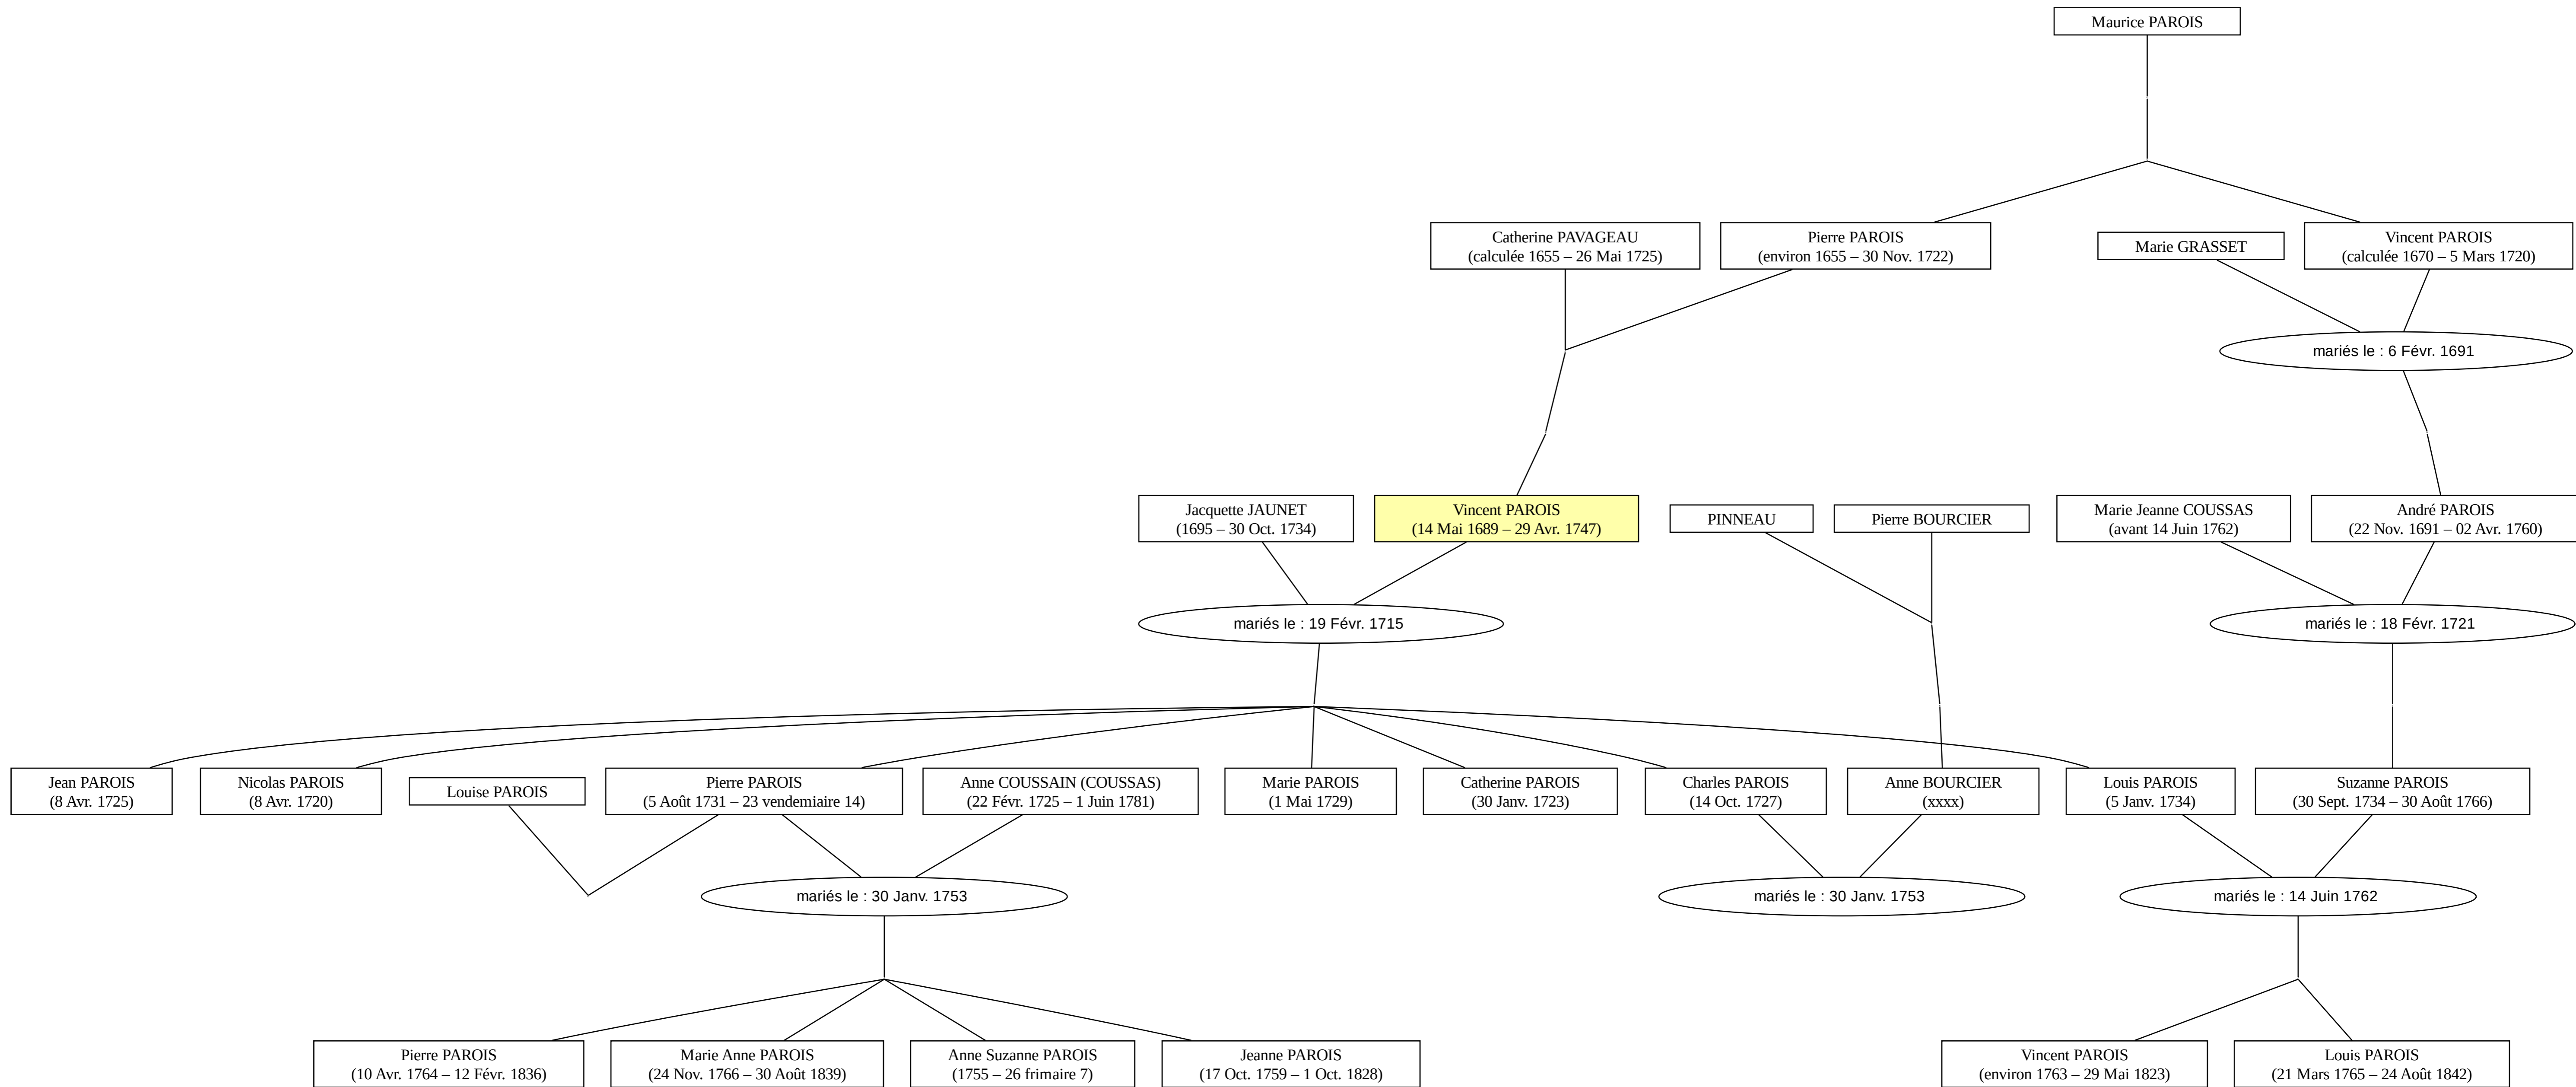 Maurice PAROIS
Catherine PAVAGEAU
(calculée 1655 – 26 Mai 1725)
Pierre PAROIS
(environ 1655 – 30 Nov. 1722)
Marie GRASSET
Vincent PAROIS
(calculée 1670 – 5 Mars 1720)
mariés le : 6 Févr. 1691
Jacquette JAUNET
(1695 – 30 Oct. 1734)
Vincent PAROIS
(14 Mai 1689 – 29 Avr. 1747)
PINNEAU
Pierre BOURCIER
Marie Jeanne COUSSAS
(avant 14 Juin 1762)
André PAROIS
(22 Nov. 1691 – 02 Avr. 1760)
mariés le : 19 Févr. 1715
mariés le : 18 Févr. 1721
Jean PAROIS
(8 Avr. 1725)
Nicolas PAROIS
(8 Avr. 1720)
Louise PAROIS
Pierre PAROIS
(5 Août 1731 – 23 vendemiaire 14)
Anne COUSSAIN (COUSSAS)
(22 Févr. 1725 – 1 Juin 1781)
Marie PAROIS
(1 Mai 1729)
Catherine PAROIS
(30 Janv. 1723)
Charles PAROIS
(14 Oct. 1727)
Anne BOURCIER
(xxxx)
Louis PAROIS
(5 Janv. 1734)
Suzanne PAROIS
(30 Sept. 1734 – 30 Août 1766)
mariés le : 30 Janv. 1753
mariés le : 30 Janv. 1753
mariés le : 14 Juin 1762
Pierre PAROIS
(10 Avr. 1764 – 12 Févr. 1836)
Marie Anne PAROIS
(24 Nov. 1766 – 30 Août 1839)
Anne Suzanne PAROIS
(1755 – 26 frimaire 7)
Jeanne PAROIS
(17 Oct. 1759 – 1 Oct. 1828)
Vincent PAROIS
(environ 1763 – 29 Mai 1823)
Louis PAROIS
(21 Mars 1765 – 24 Août 1842)